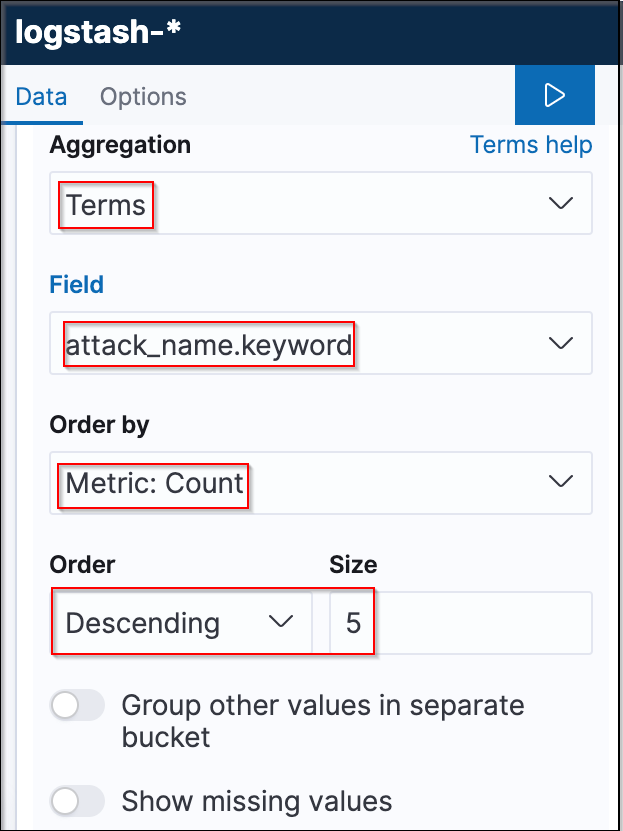 logstash-*
Data Options
Aggregation Terms help
Terms
Field
attack_name.keyword
Order by
Metric: Count
Order Size
Descending 5
Group other values in separate
bucket
Show missing values